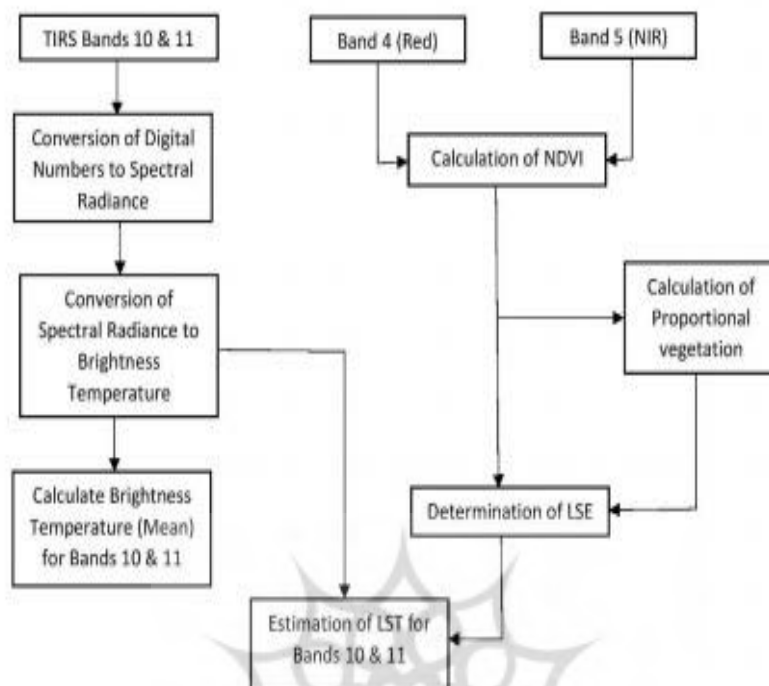 TIRS Bands 10 & 11
Band 4 (Red)
Band 5 (NIR)
Conversion of Digital
Numbers to Spectral
Radiance
Calculation of NDVI
Conversion of
Spectral Radiance to
Brightness
Temperature
Calculation of
Proportional
vegetation
Calculate Brightness
Temperature (Mean)
for Bands 10 & 11
Determination of LSE
Estimation of LST for
Bands 10 & 11